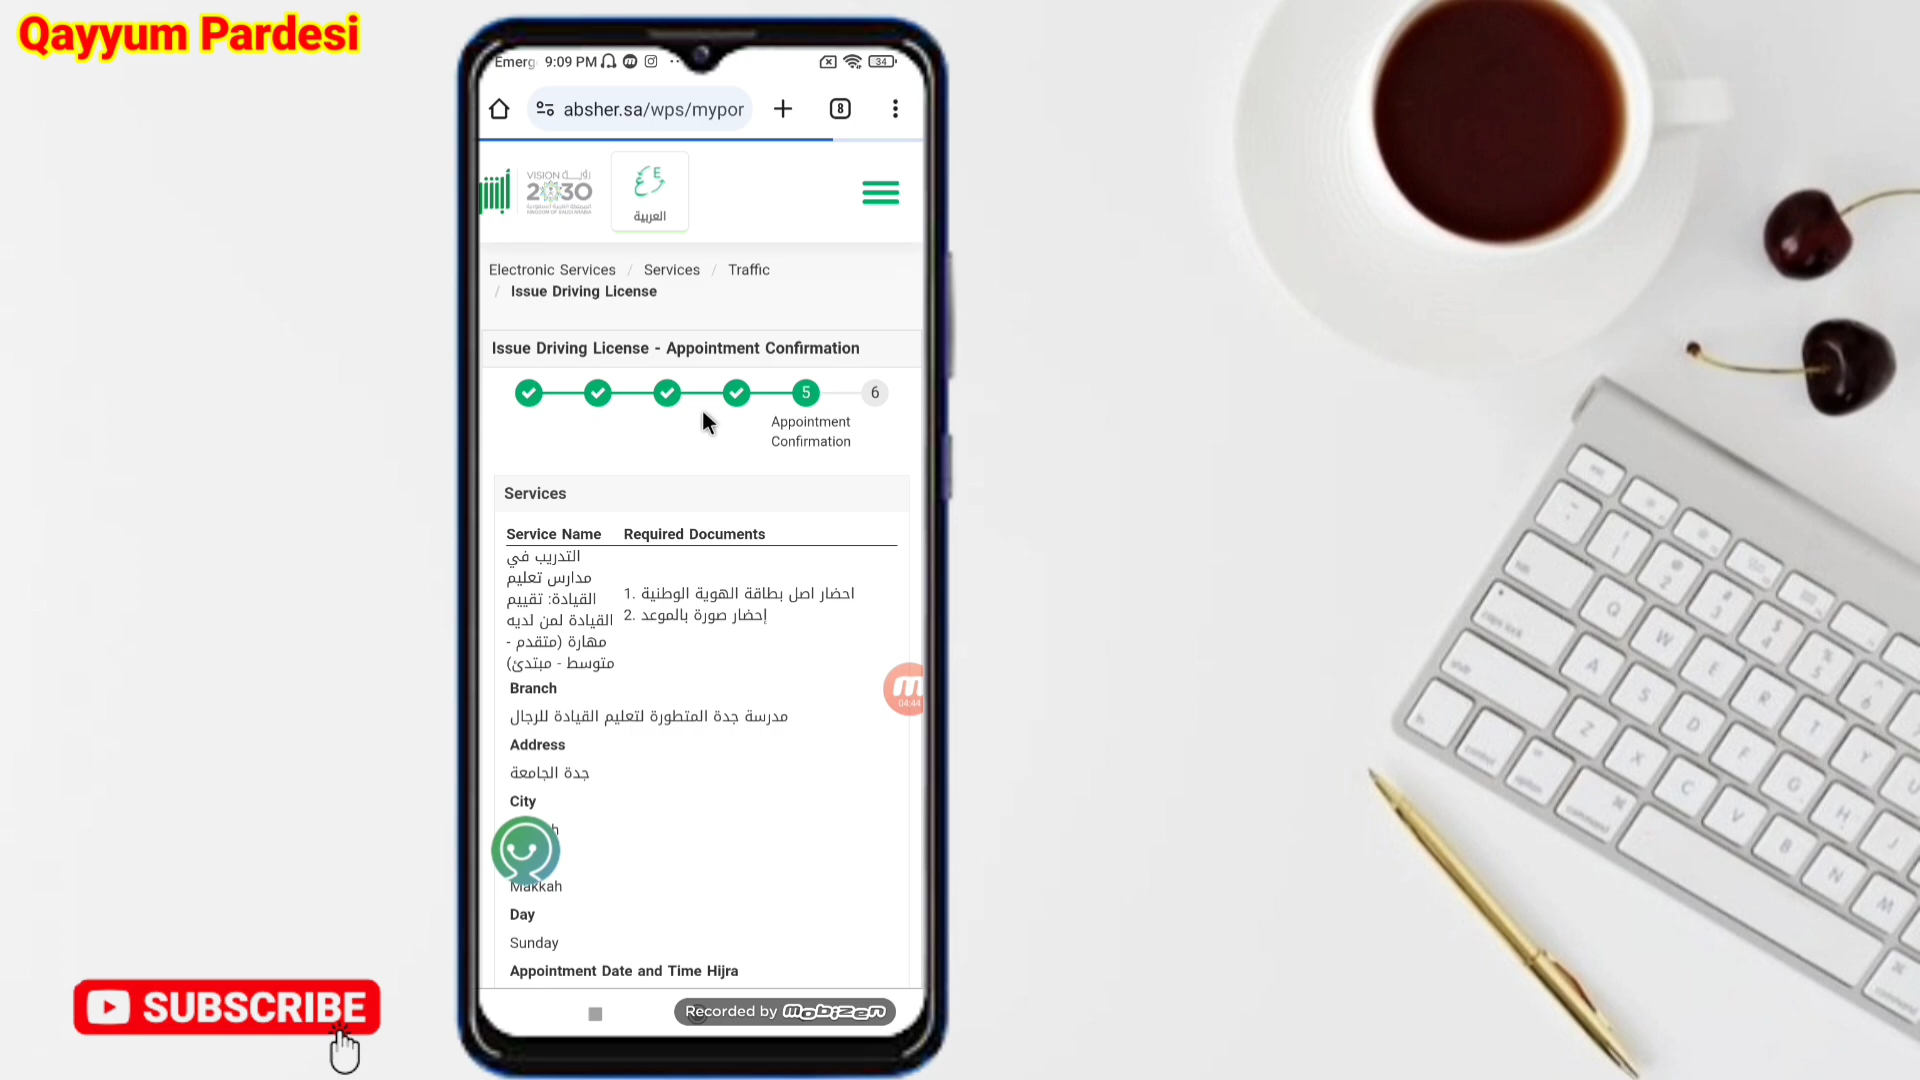 Qayyum Pardesi
Emerg 9:09 PM
34
absher.sa/wps/mypor
8
VISION رؤيـــة
2030
العربية
Electronic Services / Services / Traffic
/ Issue Driving License
Issue Driving License - Appointment Confirmation
5 6
Appointment
Confirmation
Services
Service Name Required Documents
التدريب في
مدارس تعليم
القيادة: تقييم
القيادة لمن لديه
مهارة (متقدم -
متوسط - مبتدئ)
1. احضار اصل بطاقة الهوية الوطنية
2. إحضار صورة بالموعد
Branch
مدرسة جدة المتطورة لتعليم القيادة للرجال
Address
جدة الجامعة
City
Makkah
Day
Sunday
Appointment Date and Time Hijra
04:44
Recorded by mobizen
SUBSCRIBE